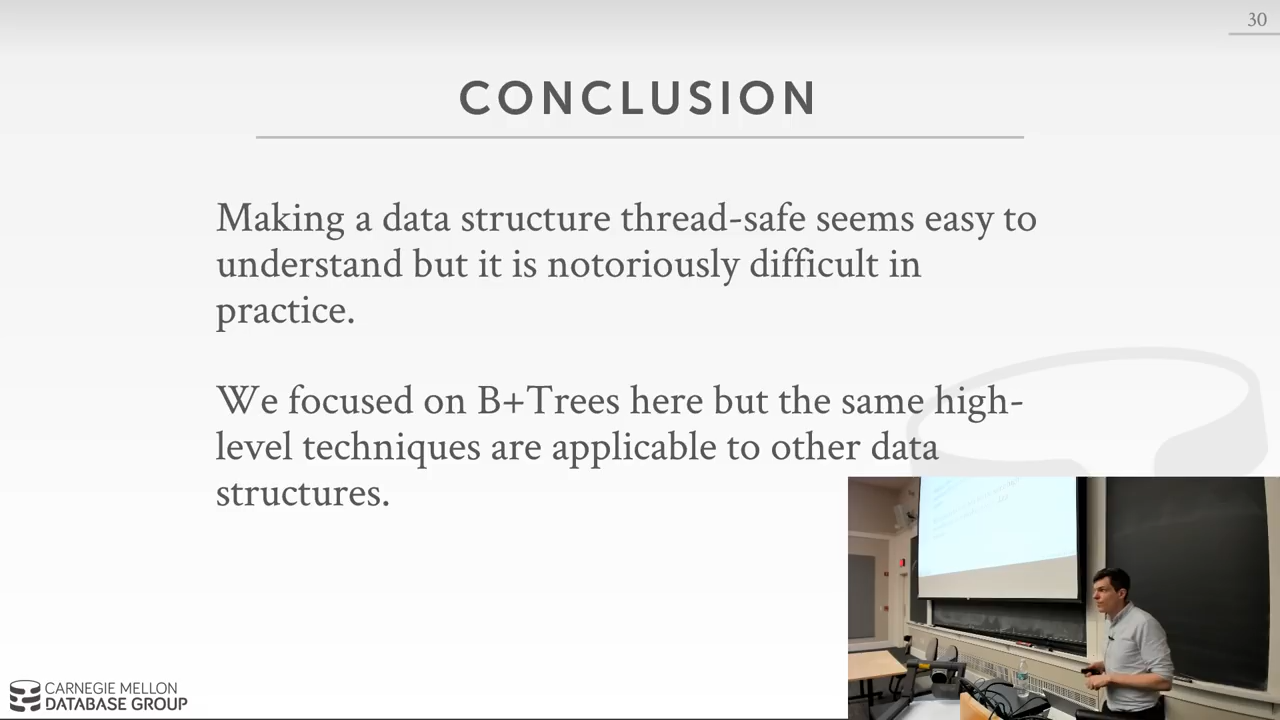 30
CONCLUSION
Making a data structure thread-safe seems easy to
understand but it is notoriously difficult in
practice.
We focused on B+Trees here but the same high-
level techniques are applicable to other data
structures.
CARNEGIE MELLON
DATABASE GROUP